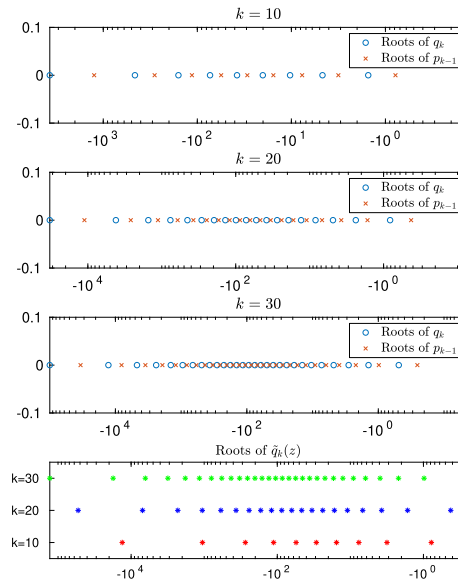 k = 10
0.1
0
-0.1
Roots of q_k
Roots of p_{k-1}
-10^3 -10^2 -10^1 -10^0
k = 20
0.1
0
-0.1
Roots of q_k
Roots of p_{k-1}
-10^4 -10^2 -10^0
k = 30
0.1
0
-0.1
Roots of q_k
Roots of p_{k-1}
-10^4 -10^2 -10^0
Roots of q̃_k(z)
k=30
k=20
k=10
-10^4 -10^2 -10^0